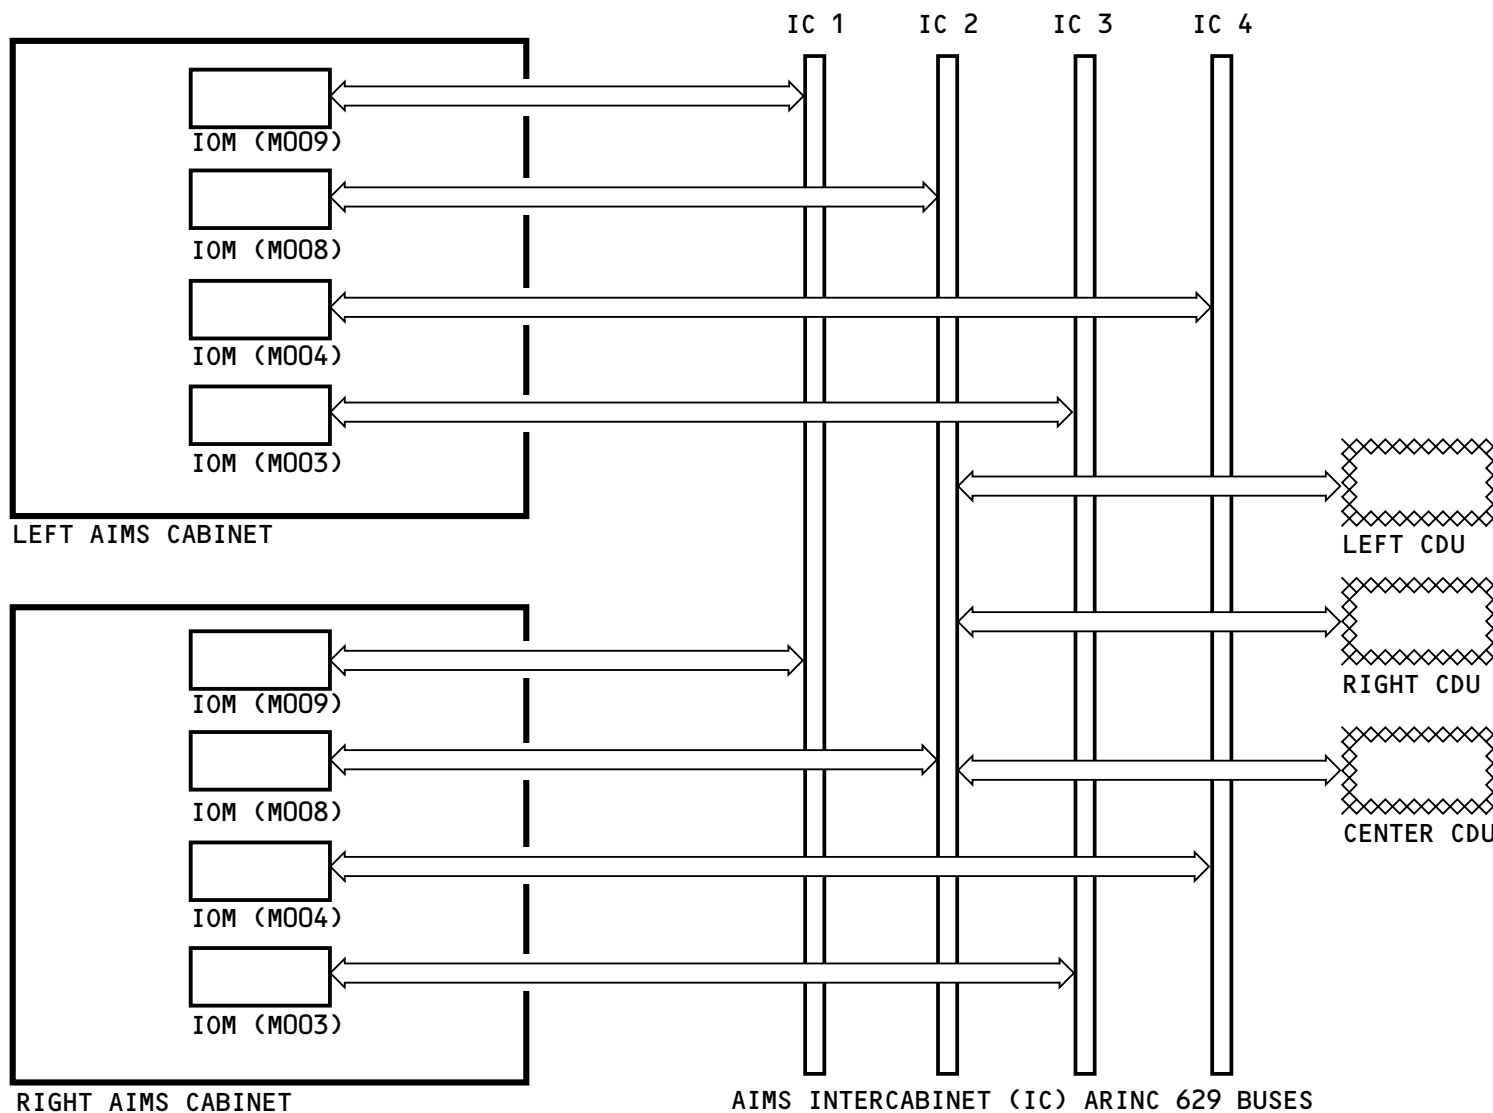 IC 1 IC 2 IC 3 IC 4
IOM (M009)
IOM (M008)
IOM (M004)
IOM (M003)
LEFT AIMS CABINET
LEFT CDU
RIGHT CDU
CENTER CDU
IOM (M009)
IOM (M008)
IOM (M004)
IOM (M003)
RIGHT AIMS CABINET
AIMS INTERCABINET (IC) ARINC 629 BUSES